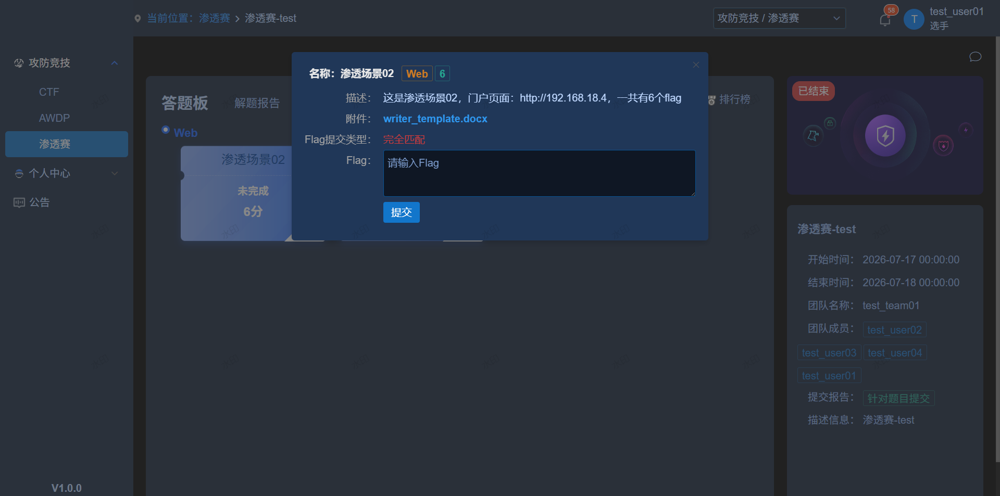 当前位置： 渗透赛 > 渗透赛-test
攻防竞技 / 渗透赛
58
T
test_user01
选手
攻防竞技
CTF
AWDP
渗透赛
个人中心
公告
V1.0.0
答题板
解题报告
排行榜
Web
渗透场景02
未完成
6分
名称：渗透场景02 Web 6
描述： 这是渗透场景02，门户页面：http://192.168.18.4，一共有6个flag
附件： writer_template.docx
Flag提交类型： 完全匹配
Flag： 请输入Flag
提交
已结束
渗透赛-test
开始时间： 2026-07-17 00:00:00
结束时间： 2026-07-18 00:00:00
团队名称： test_team01
团队成员： test_user02
test_user03 test_user04
test_user01
提交报告： 针对题目提交
描述信息： 渗透赛-test
水印